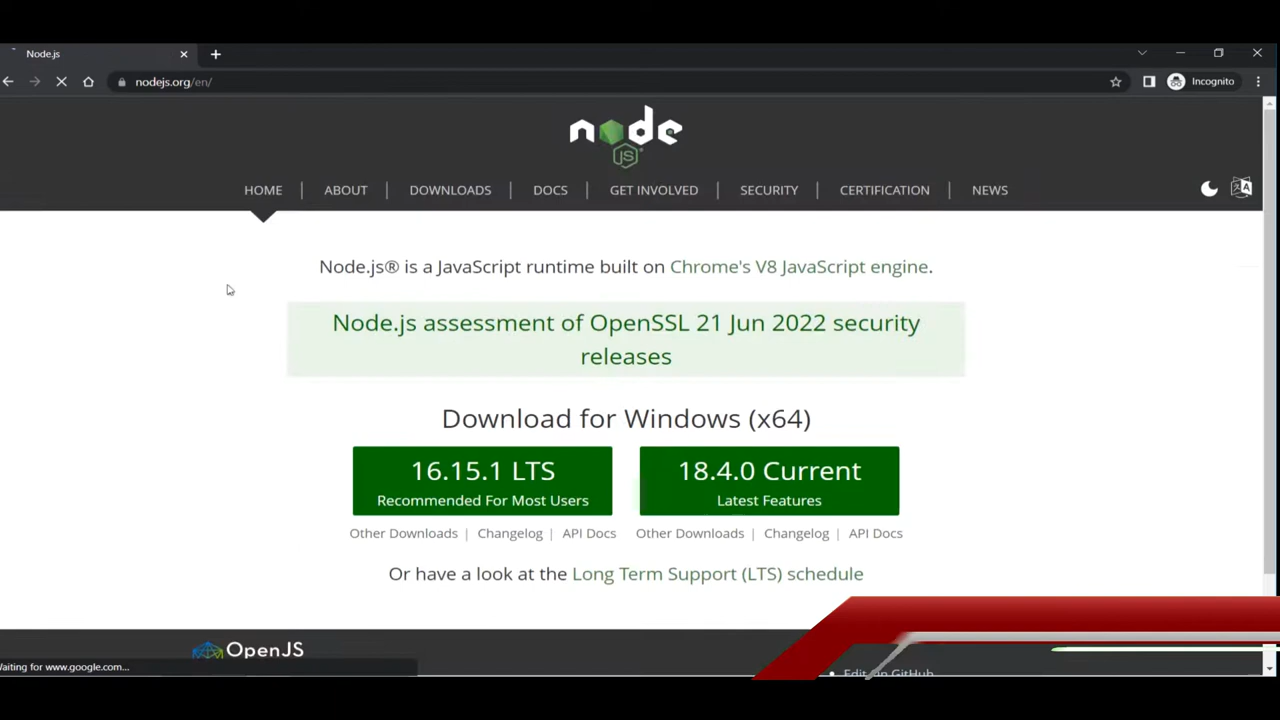 Node.js
nodejs.org/en/
Incognito
node
JS
HOME
ABOUT
DOWNLOADS
DOCS
GET INVOLVED
SECURITY
CERTIFICATION
NEWS
Node.js® is a JavaScript runtime built on Chrome's V8 JavaScript engine.
Node.js assessment of OpenSSL 21 Jun 2022 security
releases
Download for Windows (x64)
16.15.1 LTS
Recommended For Most Users
Other Downloads | Changelog | API Docs
18.4.0 Current
Latest Features
Other Downloads | Changelog | API Docs
Or have a look at the Long Term Support (LTS) schedule
OpenJS
Edit on GitHub
Waiting for www.google.com...